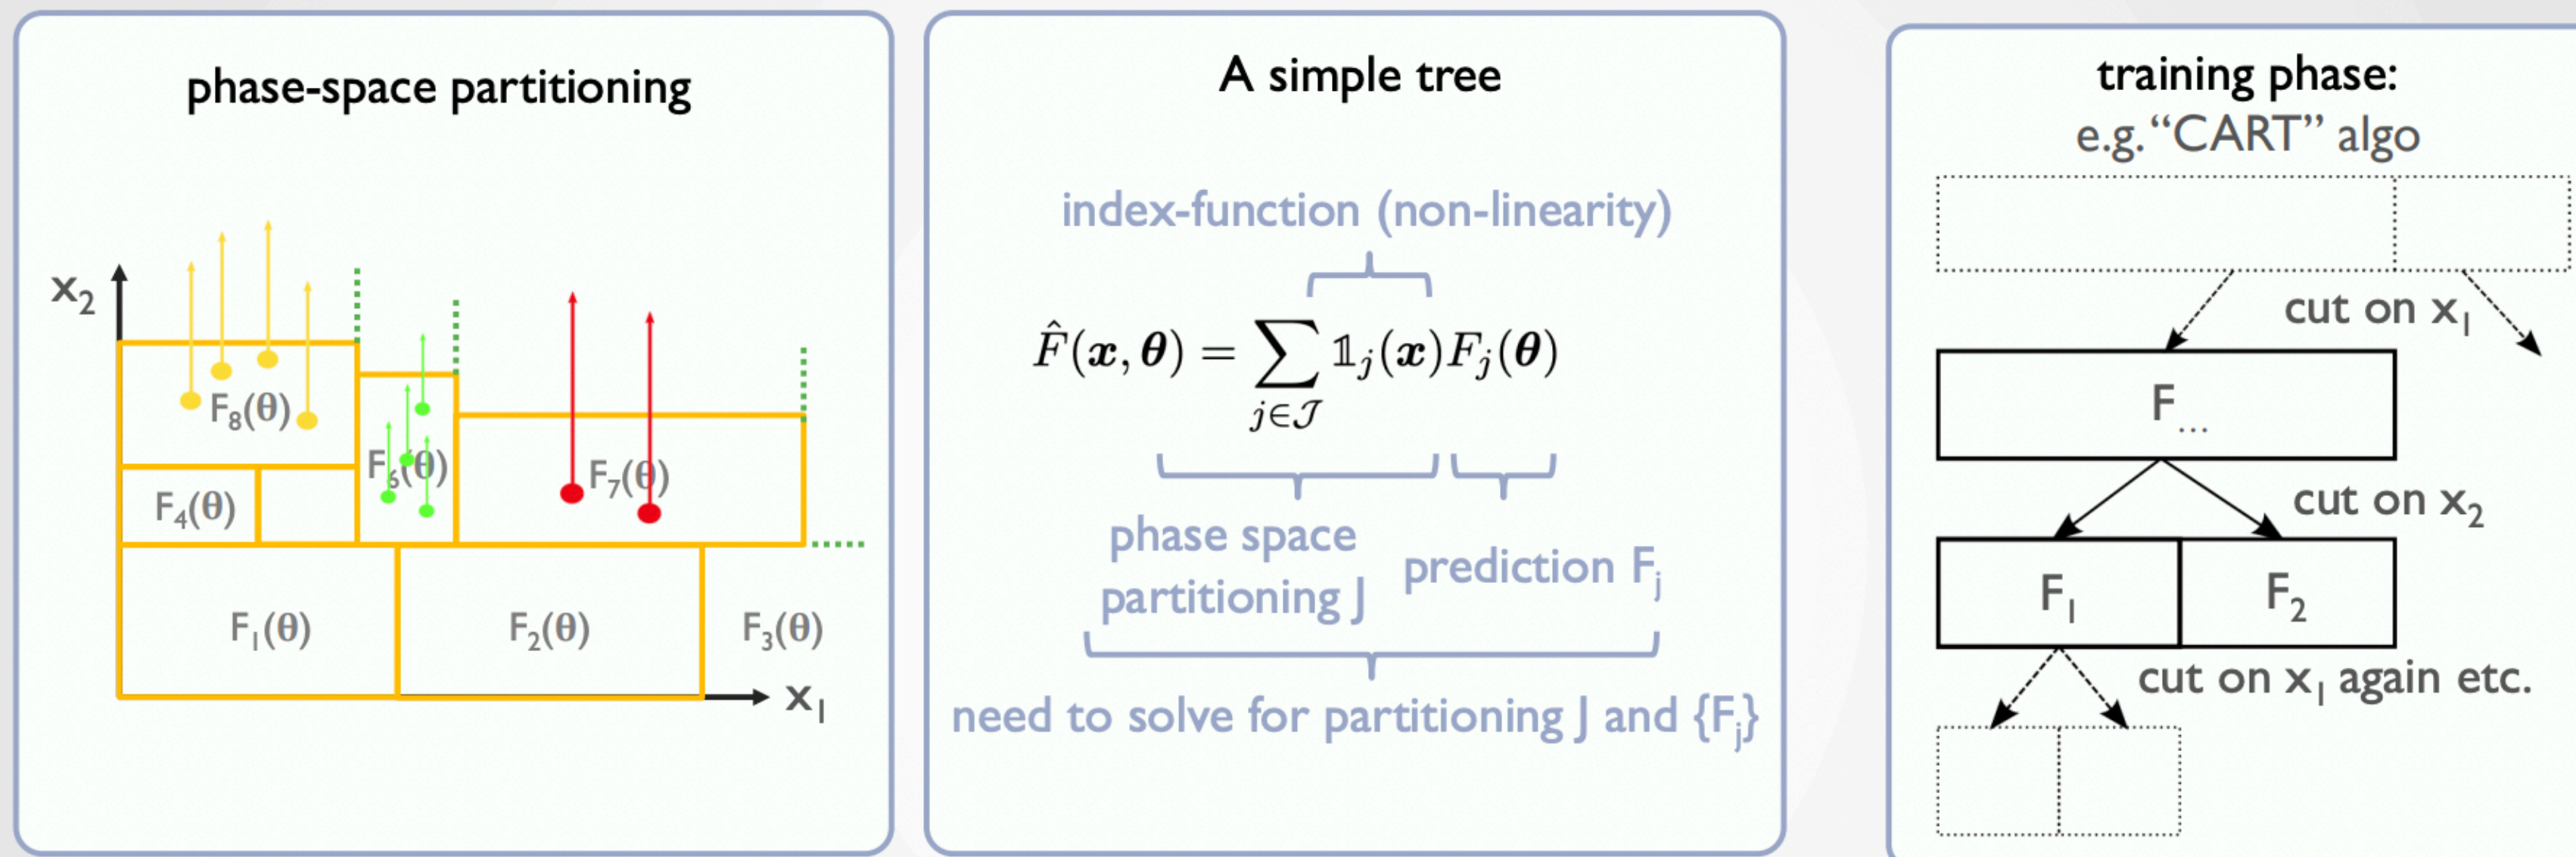 phase-space partitioning
x₂
F₈(θ)
F₆(θ)
F₇(θ)
F₄(θ)
F₁(θ)
F₂(θ)
F₃(θ)
x₁
A simple tree
index-function (non-linearity)
F̂(x, θ) = ∑ 𝟙ⱼ(x)Fⱼ(θ)
j∈𝒥
phase space
partitioning J
prediction Fⱼ
need to solve for partitioning J and {Fⱼ}
training phase:
e.g. “CART” algo
cut on x₁
F...
cut on x₂
F₁
F₂
cut on x₁ again etc.